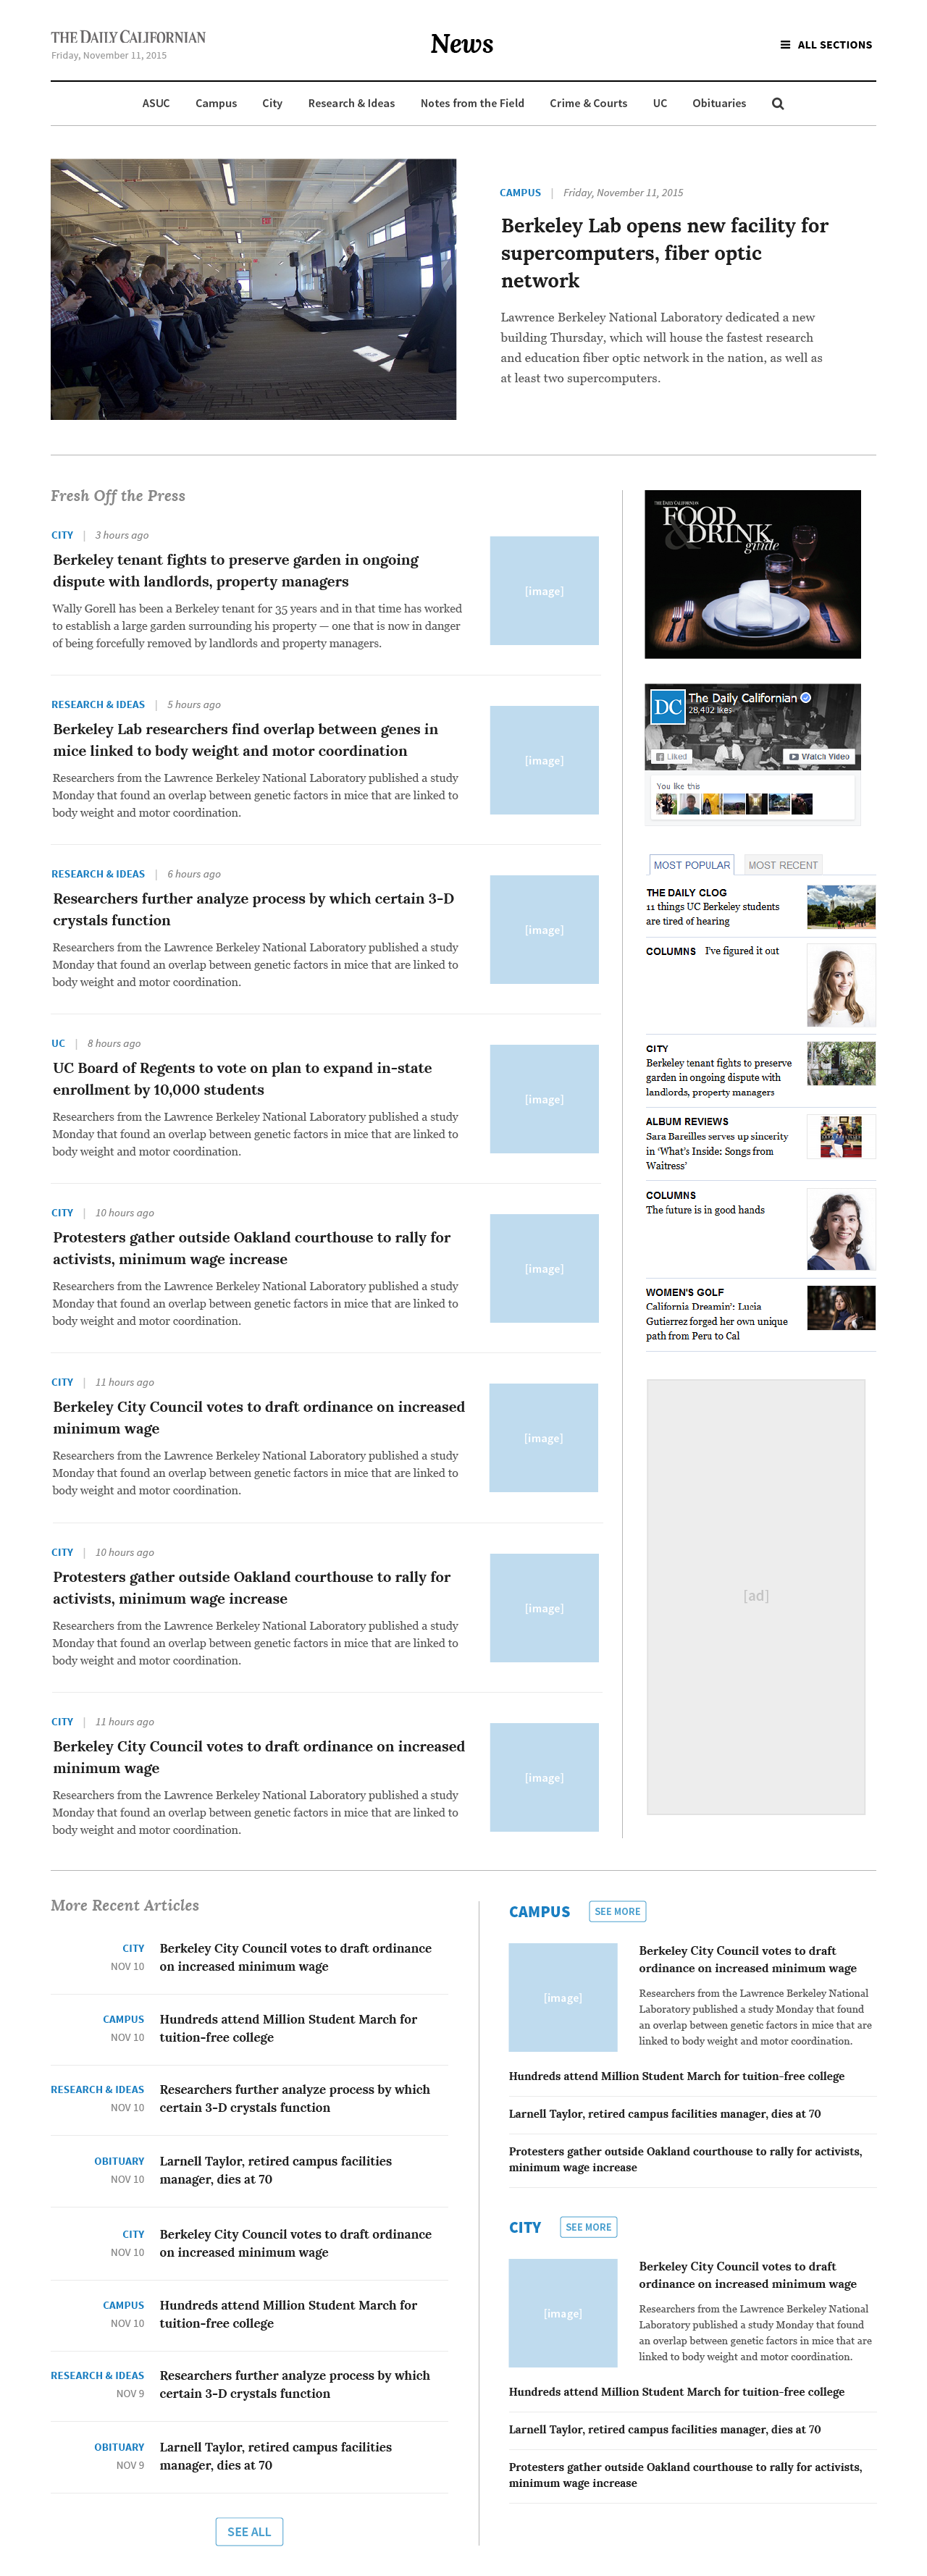 THE DAILY CALIFORNIAN
Friday, November 11, 2015
News
ALL SECTIONS
ASUC Campus City Research & Ideas Notes from the Field Crime & Courts UC Obituaries
CAMPUS | Friday, November 11, 2015
Berkeley Lab opens new facility for
supercomputers, fiber optic
network
Lawrence Berkeley National Laboratory dedicated a new
building Thursday, which will house the fastest research
and education fiber optic network in the nation, as well as
at least two supercomputers.
Fresh Off the Press
CITY | 3 hours ago
Berkeley tenant fights to preserve garden in ongoing
dispute with landlords, property managers
Wally Gorell has been a Berkeley tenant for 35 years and in that time has worked
to establish a large garden surrounding his property — one that is now in danger
of being forcefully removed by landlords and property managers.
[image]
RESEARCH & IDEAS | 5 hours ago
Berkeley Lab researchers find overlap between genes in
mice linked to body weight and motor coordination
Researchers from the Lawrence Berkeley National Laboratory published a study
Monday that found an overlap between genetic factors in mice that are linked to
body weight and motor coordination.
[image]
RESEARCH & IDEAS | 6 hours ago
Researchers further analyze process by which certain 3-D
crystals function
Researchers from the Lawrence Berkeley National Laboratory published a study
Monday that found an overlap between genetic factors in mice that are linked to
body weight and motor coordination.
[image]
UC | 8 hours ago
UC Board of Regents to vote on plan to expand in-state
enrollment by 10,000 students
Researchers from the Lawrence Berkeley National Laboratory published a study
Monday that found an overlap between genetic factors in mice that are linked to
body weight and motor coordination.
[image]
CITY | 10 hours ago
Protesters gather outside Oakland courthouse to rally for
activists, minimum wage increase
Researchers from the Lawrence Berkeley National Laboratory published a study
Monday that found an overlap between genetic factors in mice that are linked to
body weight and motor coordination.
[image]
CITY | 11 hours ago
Berkeley City Council votes to draft ordinance on increased
minimum wage
Researchers from the Lawrence Berkeley National Laboratory published a study
Monday that found an overlap between genetic factors in mice that are linked to
body weight and motor coordination.
[image]
CITY | 10 hours ago
Protesters gather outside Oakland courthouse to rally for
activists, minimum wage increase
Researchers from the Lawrence Berkeley National Laboratory published a study
Monday that found an overlap between genetic factors in mice that are linked to
body weight and motor coordination.
[image]
CITY | 11 hours ago
Berkeley City Council votes to draft ordinance on increased
minimum wage
Researchers from the Lawrence Berkeley National Laboratory published a study
Monday that found an overlap between genetic factors in mice that are linked to
body weight and motor coordination.
[image]
THE DAILY CALIFORNIAN
FOOD
& DRINK
guide
DC The Daily Californian
28,402 likes
Liked Watch Video
You like this
MOST POPULAR MOST RECENT
THE DAILY CLOG
11 things UC Berkeley students
are tired of hearing
COLUMNS I've figured it out
CITY
Berkeley tenant fights to preserve
garden in ongoing dispute with
landlords, property managers
ALBUM REVIEWS
Sara Bareilles serves up sincerity
in ‘What’s Inside: Songs from
Waitress’
COLUMNS
The future is in good hands
WOMEN'S GOLF
California Dreamin’: Lucia
Gutierrez forged her own unique
path from Peru to Cal
[ad]
More Recent Articles
CITY Berkeley City Council votes to draft ordinance
NOV 10 on increased minimum wage
CAMPUS Hundreds attend Million Student March for
NOV 10 tuition-free college
RESEARCH & IDEAS Researchers further analyze process by which
NOV 10 certain 3-D crystals function
OBITUARY Larnell Taylor, retired campus facilities
NOV 10 manager, dies at 70
CITY Berkeley City Council votes to draft ordinance
NOV 10 on increased minimum wage
CAMPUS Hundreds attend Million Student March for
NOV 10 tuition-free college
RESEARCH & IDEAS Researchers further analyze process by which
NOV 9 certain 3-D crystals function
OBITUARY Larnell Taylor, retired campus facilities
NOV 9 manager, dies at 70
SEE ALL
CAMPUS SEE MORE
[image]
Berkeley City Council votes to draft
ordinance on increased minimum wage
Researchers from the Lawrence Berkeley National
Laboratory published a study Monday that found
an overlap between genetic factors in mice that are
linked to body weight and motor coordination.
Hundreds attend Million Student March for tuition-free college
Larnell Taylor, retired campus facilities manager, dies at 70
Protesters gather outside Oakland courthouse to rally for activists,
minimum wage increase
CITY SEE MORE
[image]
Berkeley City Council votes to draft
ordinance on increased minimum wage
Researchers from the Lawrence Berkeley National
Laboratory published a study Monday that found
an overlap between genetic factors in mice that are
linked to body weight and motor coordination.
Hundreds attend Million Student March for tuition-free college
Larnell Taylor, retired campus facilities manager, dies at 70
Protesters gather outside Oakland courthouse to rally for activists,
minimum wage increase